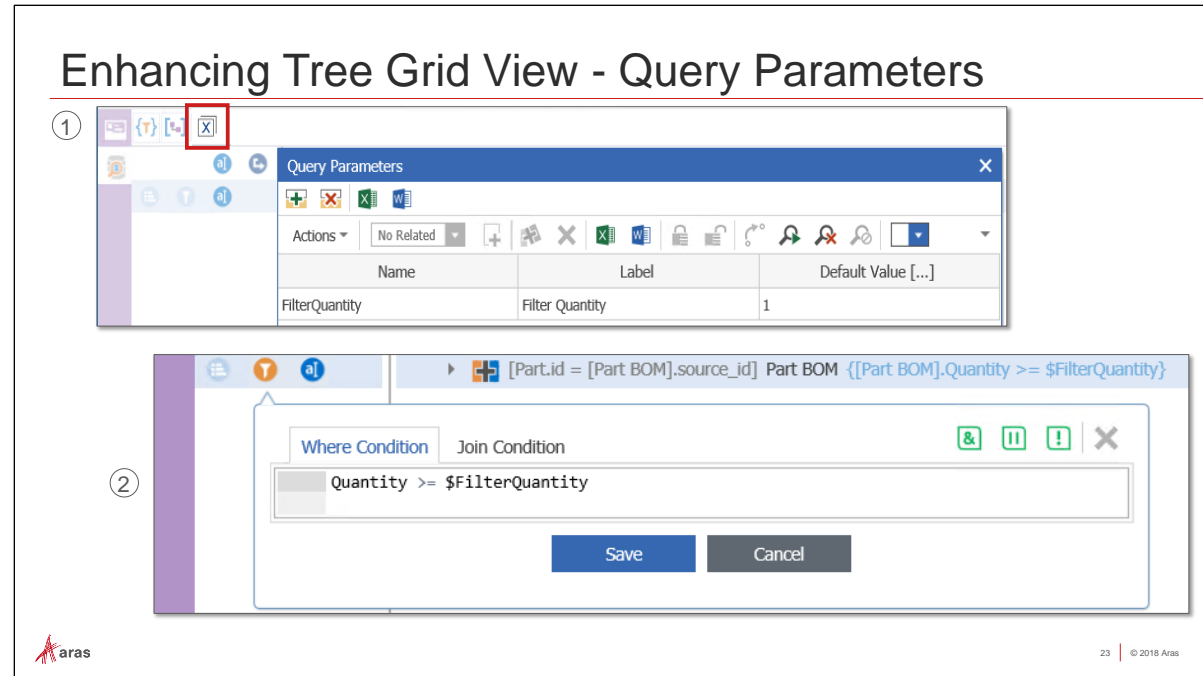 Enhancing Tree Grid View - Query Parameters
1
{T} X
a]
Query Parameters
a]
Actions No Related
Name Label Default Value [...]
FilterQuantity Filter Quantity 1
a] [Part.id = [Part BOM].source_id] Part BOM {[Part BOM].Quantity >= $FilterQuantity}
Where Condition Join Condition & !
2
Quantity >= $FilterQuantity
Save Cancel
aras
23 © 2018 Aras